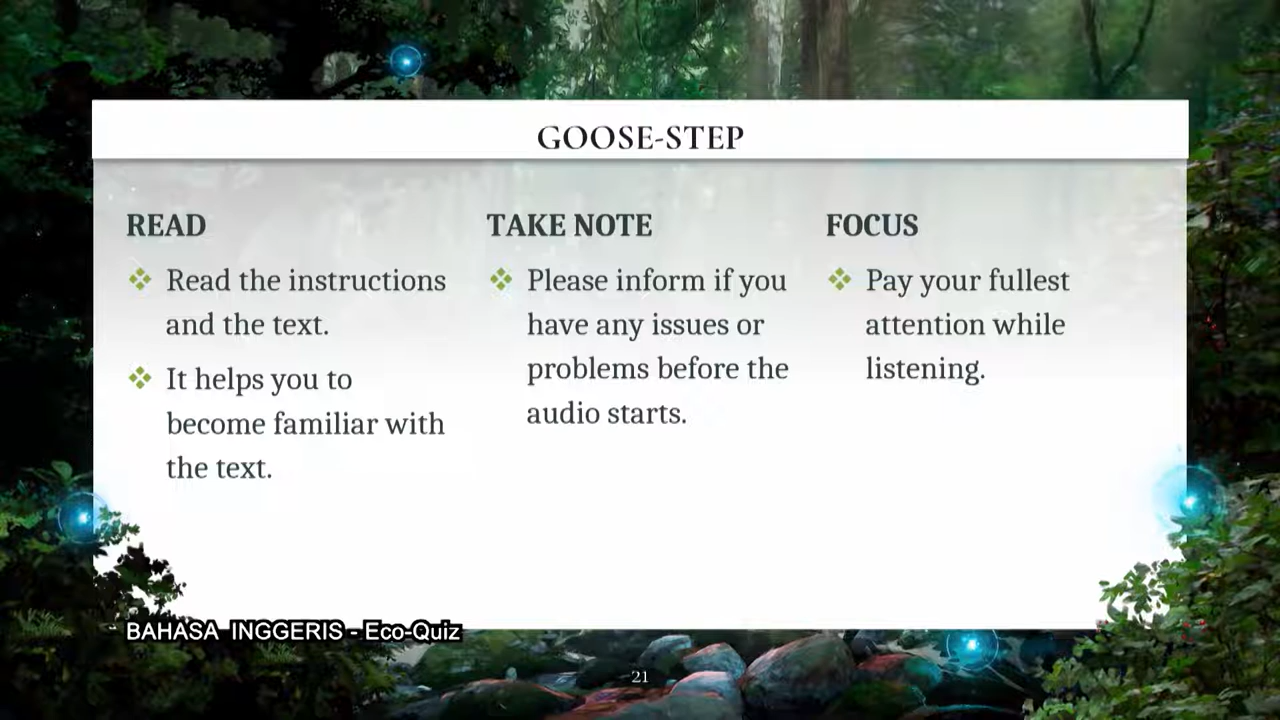 GOOSE-STEP
READ
❖ Read the instructions
and the text.
❖ It helps you to
become familiar with
the text.
TAKE NOTE
❖ Please inform if you
have any issues or
problems before the
audio starts.
FOCUS
❖ Pay your fullest
attention while
listening.
BAHASA INGGERIS - Eco-Quiz
21